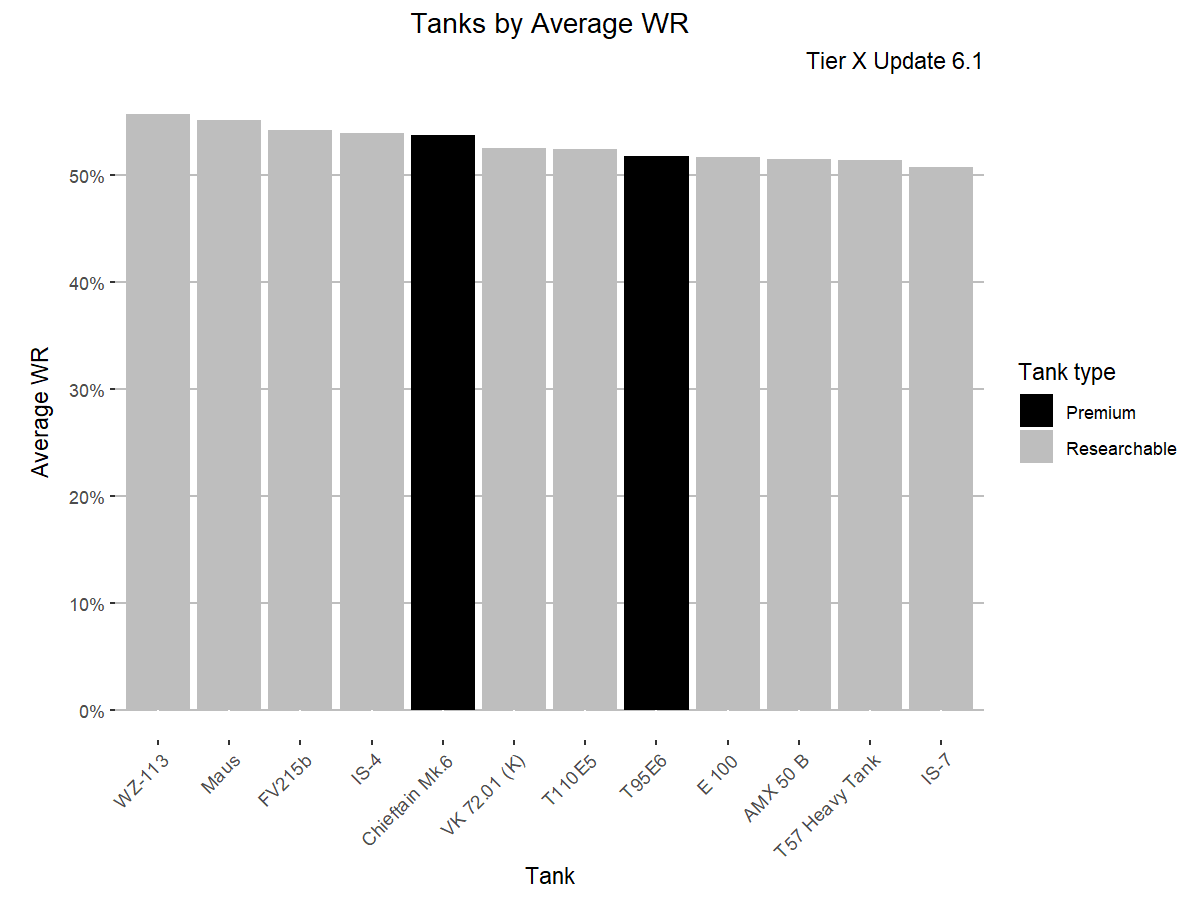 Tanks by Average WR
Tier X Update 6.1
Average WR
50%
40%
30%
20%
10%
0%
WZ-113
Maus
FV215b
IS-4
Chieftain Mk.6
VK 72.01 (K)
T110E5
T95E6
E 100
AMX 50 B
T57 Heavy Tank
IS-7
Tank
Tank type
Premium
Researchable